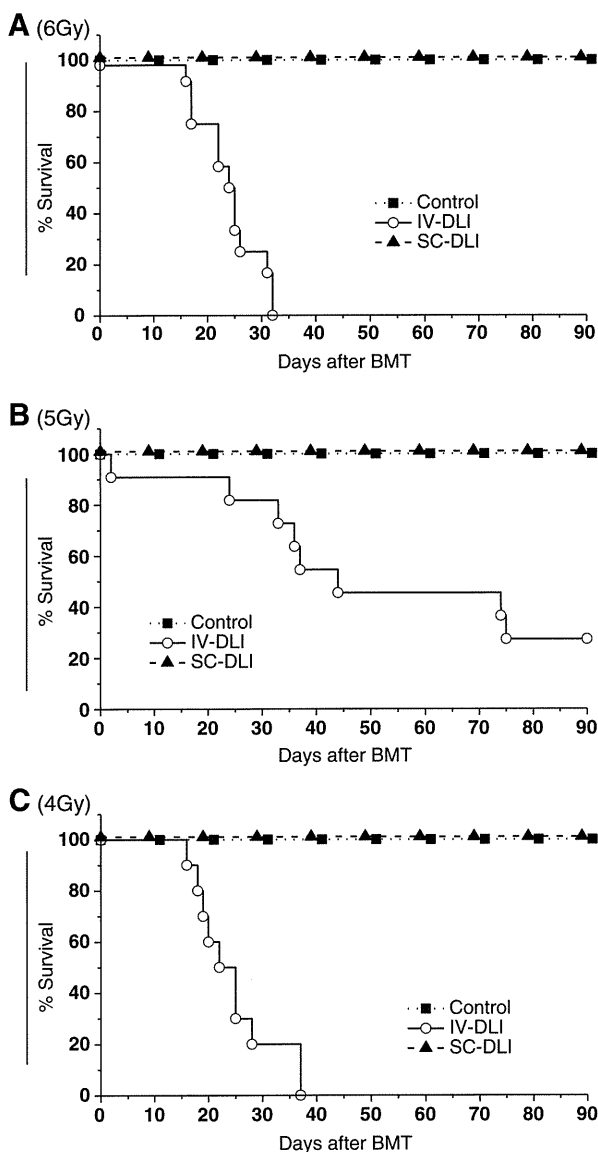 A (6Gy)
100
80
60
40
20
0
% Survival
Control
IV-DLI
SC-DLI
0 10 20 30 40 50 60 70 80 90
Days after BMT
B (5Gy)
100
80
60
40
20
0
% Survival
Control
IV-DLI
SC-DLI
0 10 20 30 40 50 60 70 80 90
Days after BMT
C (4Gy)
100
80
60
40
20
0
% Survival
Control
IV-DLI
SC-DLI
0 10 20 30 40 50 60 70 80 90
Days after BMT